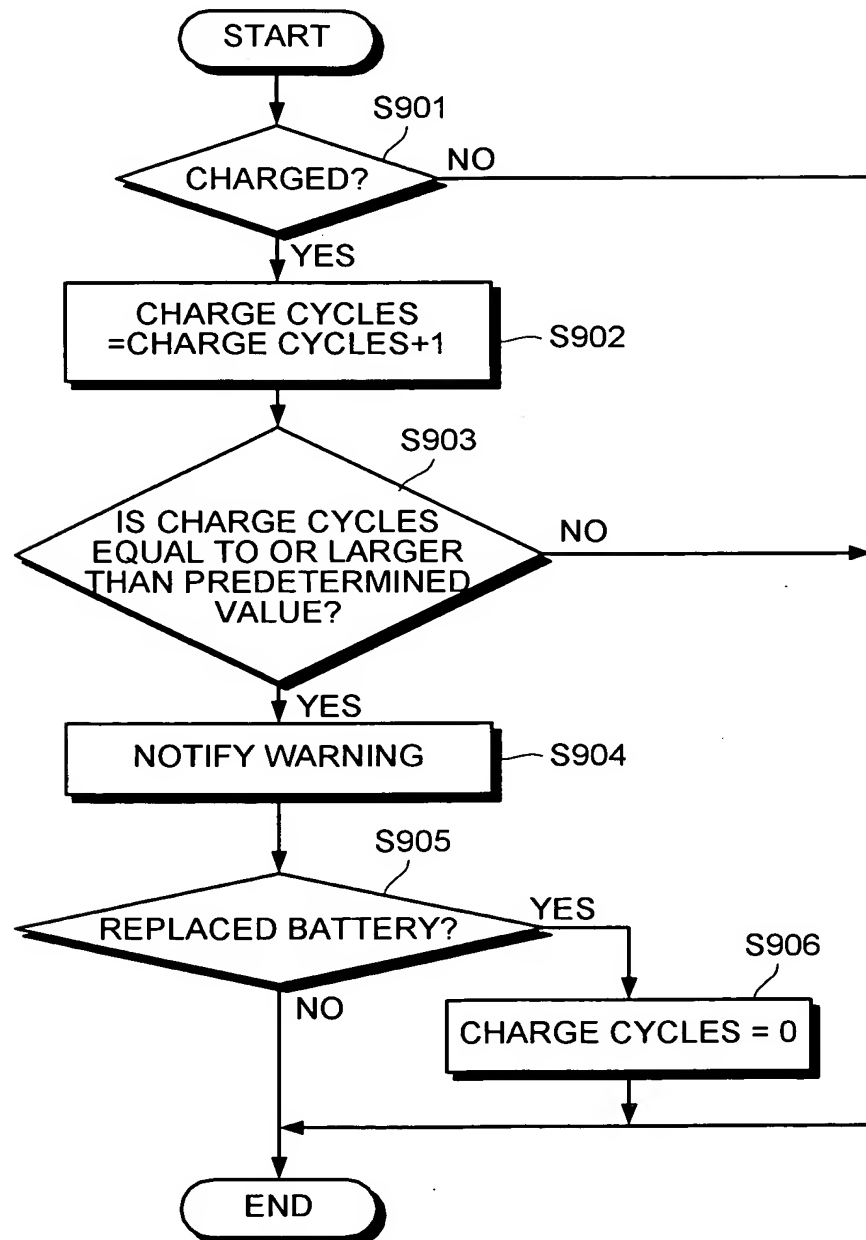 START
S901
CHARGED?
NO
YES
CHARGE CYCLES
=CHARGE CYCLES+1
S902
S903
IS CHARGE CYCLES
EQUAL TO OR LARGER
THAN PREDETERMINED
VALUE?
NO
YES
NOTIFY WARNING
S904
S905
REPLACED BATTERY?
YES
NO
S906
CHARGE CYCLES = 0
END